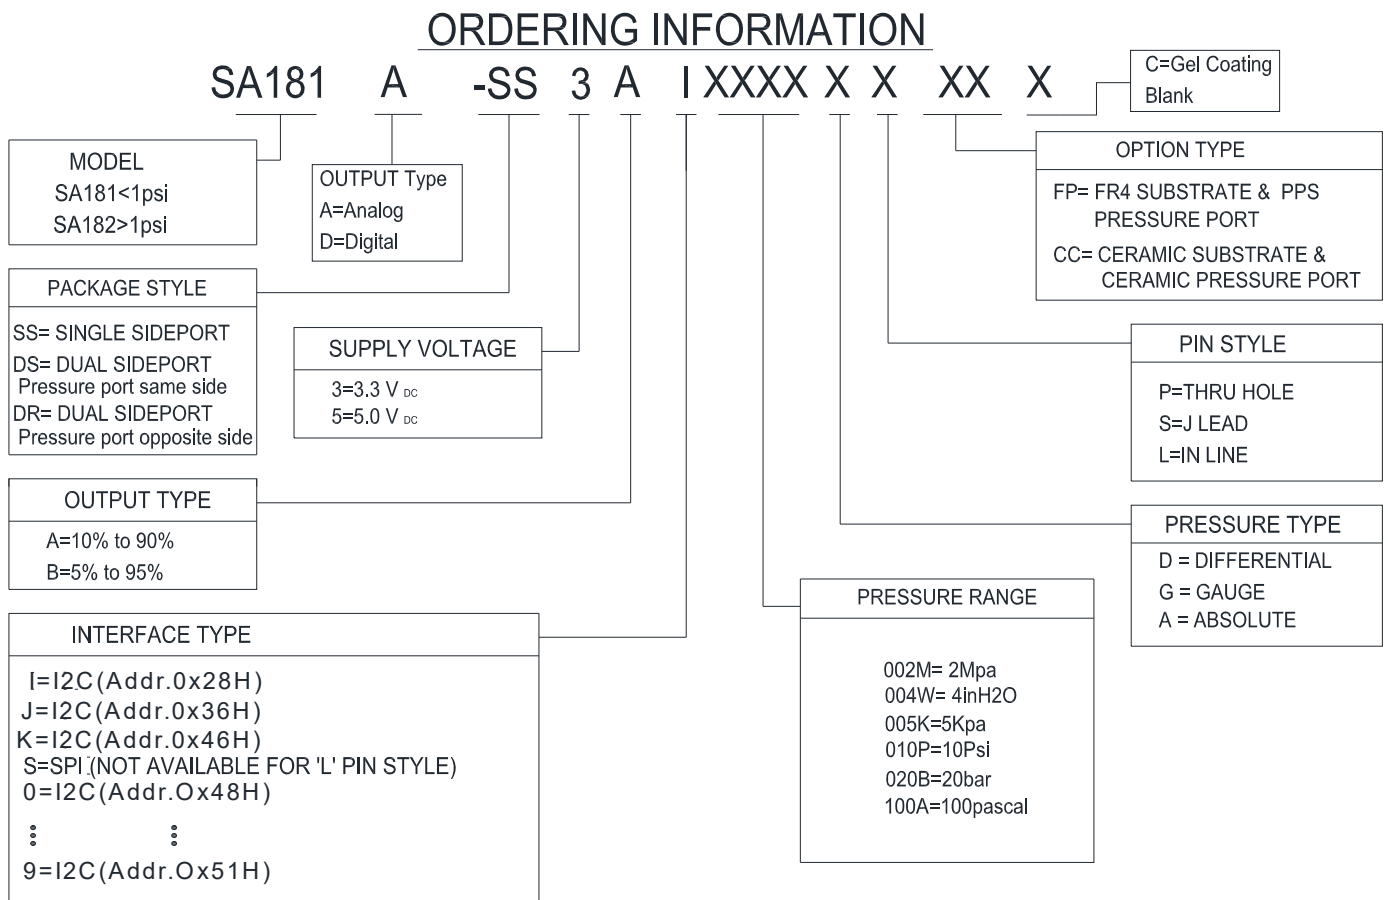 ORDERING INFORMATION
SA181 A -SS 3 A I XXXX X X XX X
C=Gel Coating
Blank
MODEL
SA181<1psi
SA182>1psi
OUTPUT Type
A=Analog
D=Digital
OPTION TYPE
FP= FR4 SUBSTRATE & PPS
PRESSURE PORT
CC= CERAMIC SUBSTRATE &
CERAMIC PRESSURE PORT
PACKAGE STYLE
SS= SINGLE SIDEPORT
DS= DUAL SIDEPORT
Pressure port same side
DR= DUAL SIDEPORT
Pressure port opposite side
SUPPLY VOLTAGE
3=3.3 V DC
5=5.0 V DC
PIN STYLE
P=THRU HOLE
S=J LEAD
L=IN LINE
OUTPUT TYPE
A=10% to 90%
B=5% to 95%
PRESSURE TYPE
D = DIFFERENTIAL
G = GAUGE
A = ABSOLUTE
PRESSURE RANGE
002M= 2Mpa
004W= 4inH2O
005K=5Kpa
010P=10Psi
020B=20bar
100A=100pascal
INTERFACE TYPE
I=I2C(Addr.0x28H)
J=I2C(Addr.0x36H)
K=I2C(Addr.0x46H)
S=SPI (NOT AVAILABLE FOR 'L' PIN STYLE)
0=I2C(Addr.Ox48H)
9=I2C(Addr.Ox51H)